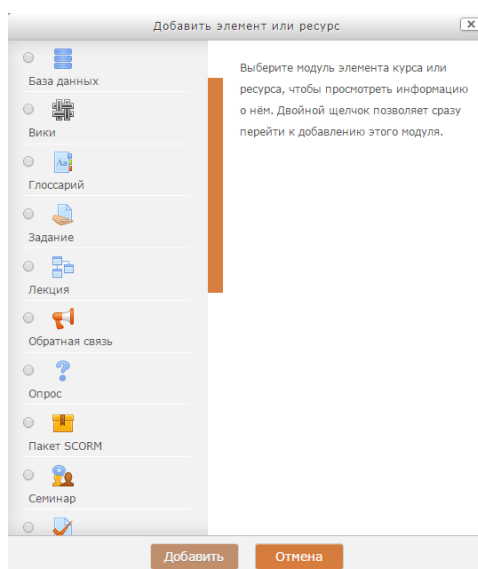 Добавить элемент или ресурс
База данных
Вики
Глоссарий
Задание
Лекция
Обратная связь
Опрос
Пакет SCORM
Семинар
Выберите модуль элемента курса или
ресурса, чтобы просмотреть информацию
о нём. Двойной щелчок позволяет сразу
перейти к добавлению этого модуля.
Добавить
Отмена